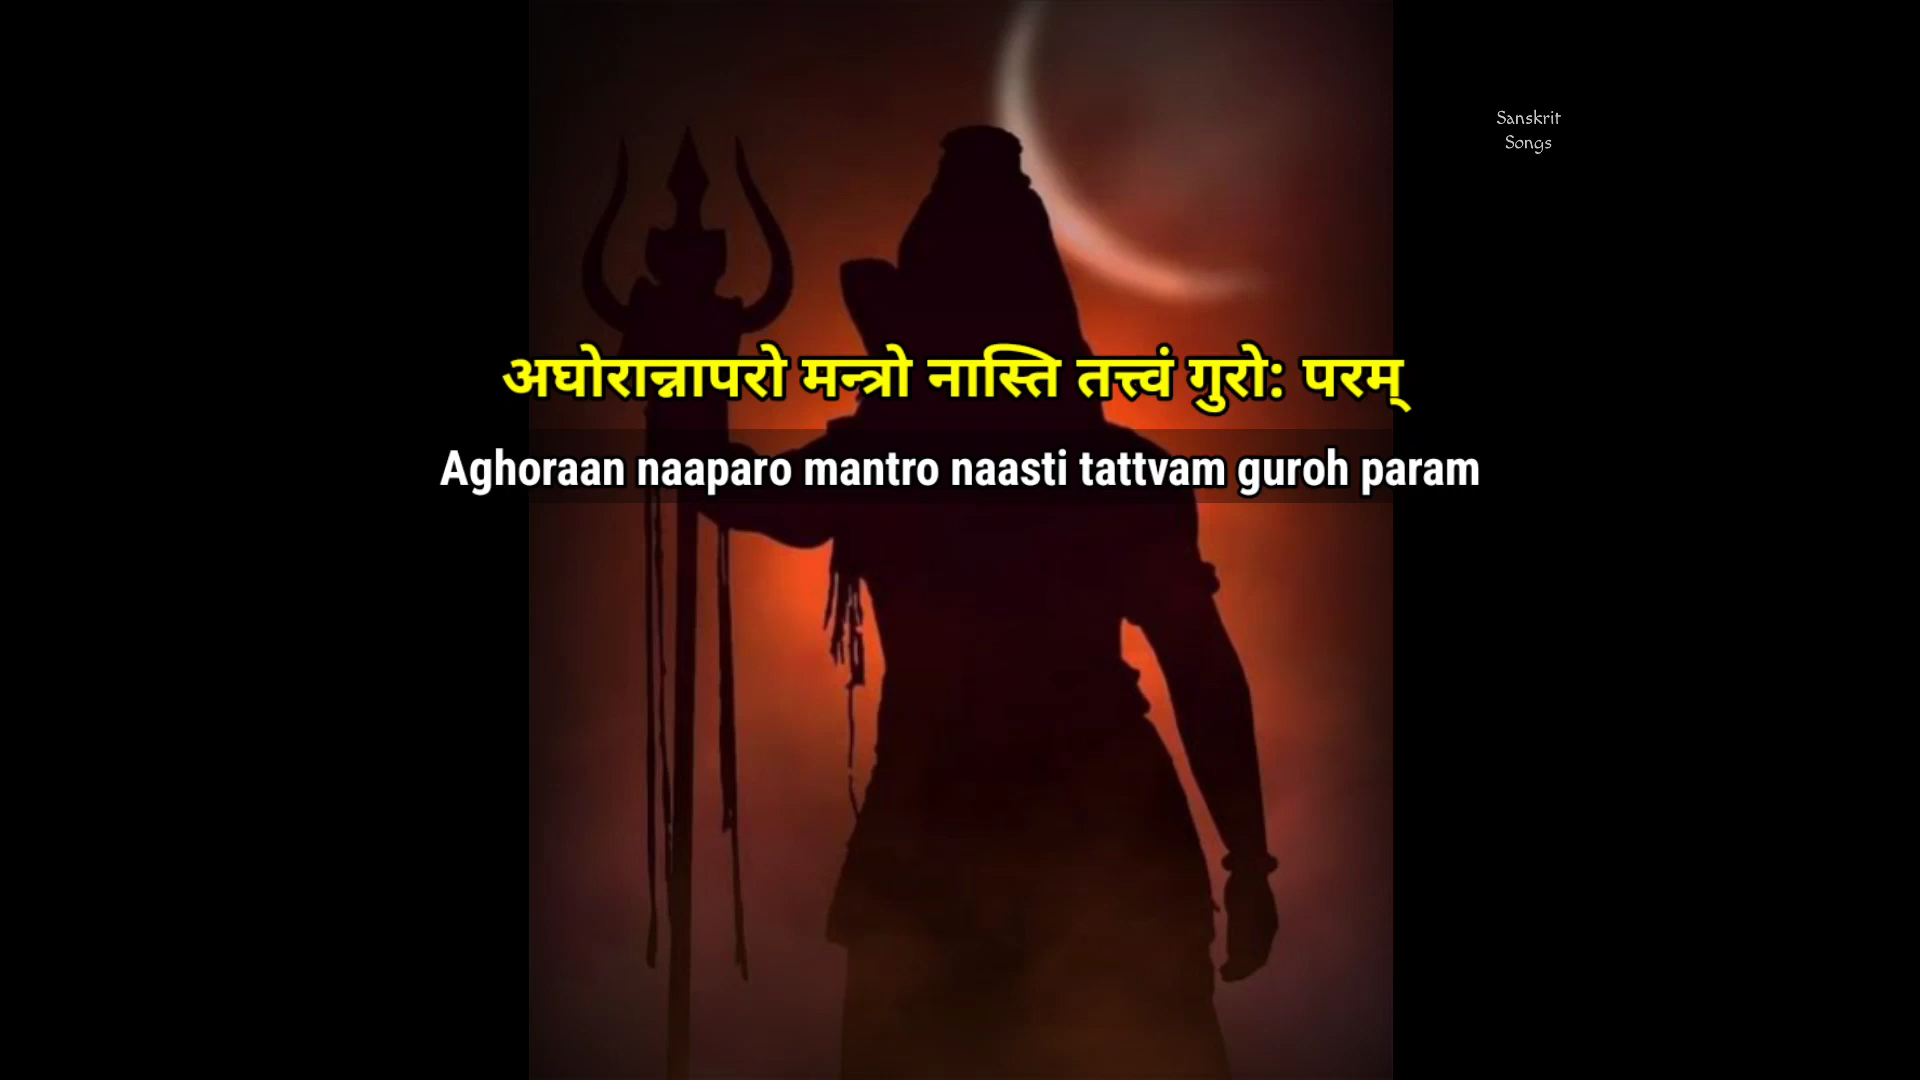 Sanskrit
Songs
अघोरान्नापरो मन्त्रो नास्ति तत्त्वं गुरोः परम्
Aghoraan naaparo mantro naasti tattvam guroh param